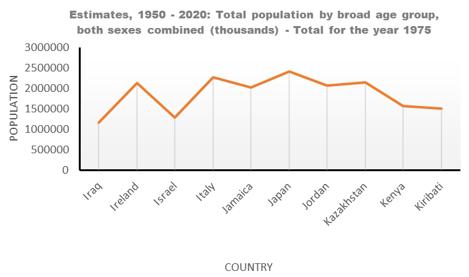 Estimates, 1950 - 2020: Total population by broad age group,
both sexes combined (thousands) - Total for the year 1975
POPULATION
3000000
2500000
2000000
1500000
1000000
500000
0
Iraq
Ireland
Israel
Italy
Jamaica
Japan
Jordan
Kazakhstan
Kenya
Kiribati
COUNTRY